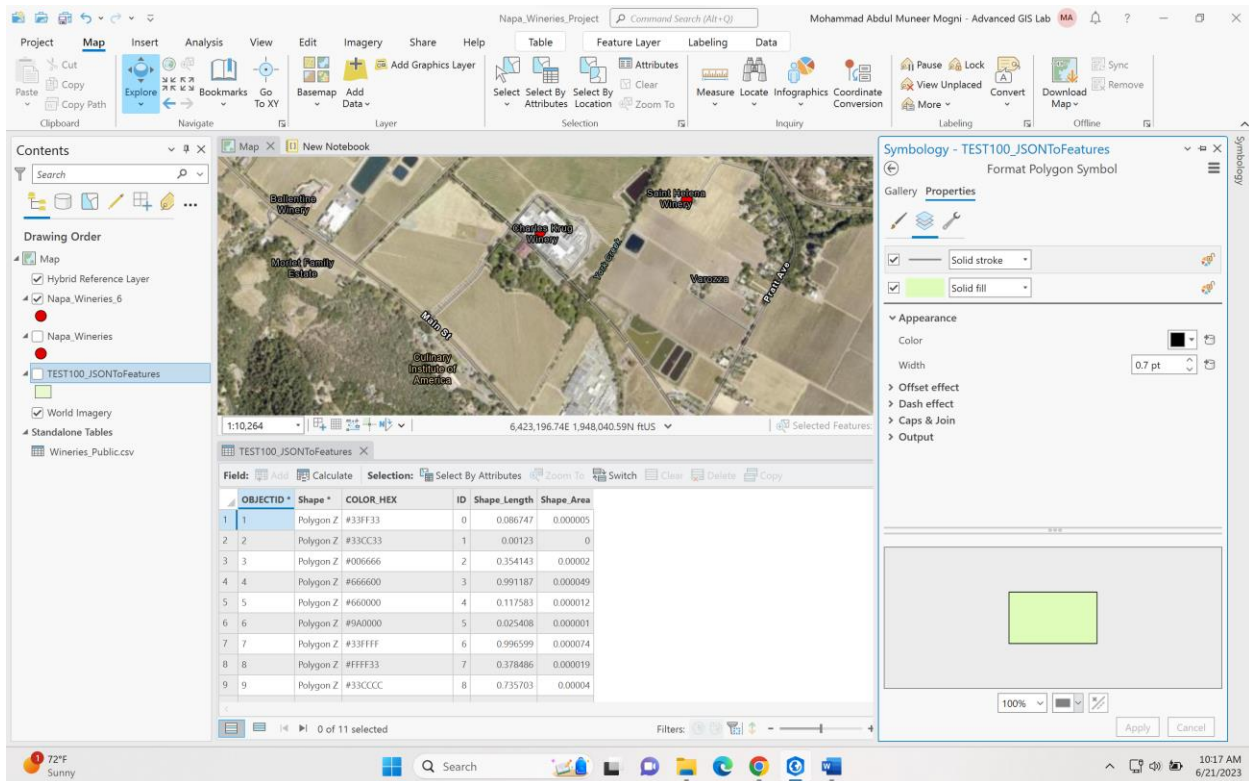 Napa_Wineries_Project
Command Search (Alt+Q)
Mohammad Abdul Muneer Mogni - Advanced GIS Lab
MA
?
Project Map Insert Analysis View Edit Imagery Share Help Table Feature Layer Labeling Data
Paste
Cut
Copy
Copy Path
Clipboard
Explore
Bookmarks
Go To XY
Navigate
Basemap
Add Data
Add Graphics Layer
Layer
Select
Select By Attributes
Select By Location
Attributes
Clear
Zoom To
Selection
Measure
Locate
Infographics
Coordinate Conversion
Inquiry
Pause
Lock
View Unplaced
More
Convert
Labeling
Download Map
Sync
Remove
Offline
Contents
Search
Drawing Order
Map
Hybrid Reference Layer
Napa_Wineries_6
Napa_Wineries
TEST100_JSONToFeatures
World Imagery
Standalone Tables
Wineries_Public.csv
Map
New Notebook
Ballentine
Winery
Saint Helena
Winery
Charles Krug
Winery
York Creek
Varozza
Pratt Ave
Family
Estate
Main St
Culinary
Institute of
America
1:10,264
6,423,196.74E 1,948,040.59N ftUS
Selected Features:
TEST100_JSONToFeatures
Field: Add Calculate Selection: Select By Attributes Zoom To Switch Clear Delete Copy
OBJECTID * Shape * COLOR_HEX ID Shape_Length Shape_Area
1 1 Polygon Z #33FF33 0 0.086747 0.000005
2 2 Polygon Z #33CC33 1 0.00123 0
3 3 Polygon Z #006666 2 0.354143 0.00002
4 4 Polygon Z #666600 3 0.991187 0.000049
5 5 Polygon Z #660000 4 0.117583 0.000012
6 6 Polygon Z #9A0000 5 0.025408 0.000001
7 7 Polygon Z #33FFFF 6 0.996599 0.000074
8 8 Polygon Z #FFFF33 7 0.378486 0.000019
9 9 Polygon Z #33CCCC 8 0.735703 0.00004
0 of 11 selected
Filters:
Symbology - TEST100_JSONToFeatures
Format Polygon Symbol
Gallery Properties
Solid stroke
Solid fill
Appearance
Color
Width 0.7 pt
Offset effect
Dash effect
Caps & Join
Output
100%
Apply
Cancel
Symbology
1
72°F
Sunny
Search
10:17 AM
6/21/2023